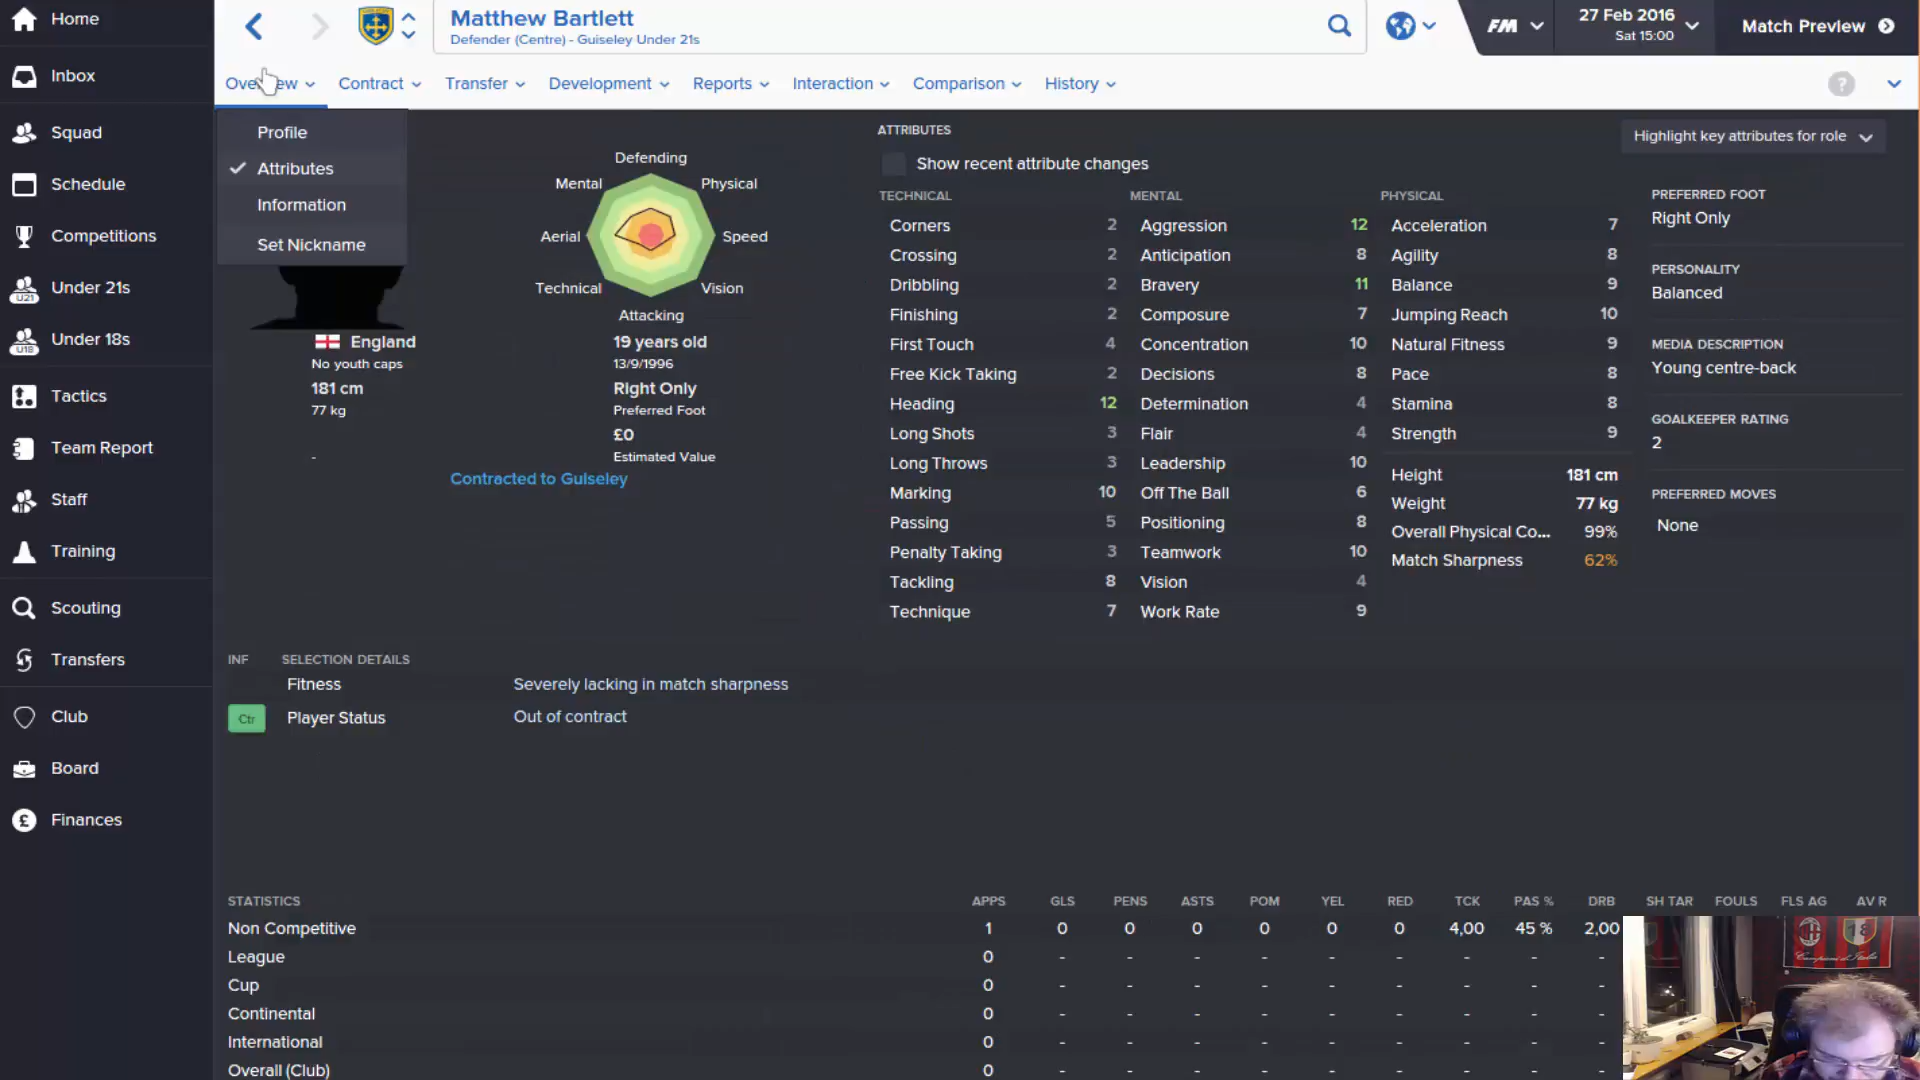 Home
Inbox
Squad
Schedule
Competitions
U21 Under 21s
U18 Under 18s
Tactics
Team Report
Staff
Training
Scouting
Transfers
Club
Board
Finances
Matthew Bartlett
Defender (Centre) - Guiseley Under 21s
FM
27 Feb 2016
Sat 15:00
Match Preview
Overview Contract Transfer Development Reports Interaction Comparison History ?
Profile
Attributes
Information
Set Nickname
Defending
Physical
Speed
Vision
Attacking
Technical
Aerial
Mental
England
No youth caps
181 cm
77 kg
-
19 years old
13/9/1996
Right Only
Preferred Foot
£0
Estimated Value
Contracted to Guiseley
ATTRIBUTES
Show recent attribute changes
Highlight key attributes for role
TECHNICAL
Corners 2
Crossing 2
Dribbling 2
Finishing 2
First Touch 4
Free Kick Taking 2
Heading 12
Long Shots 3
Long Throws 3
Marking 10
Passing 5
Penalty Taking 3
Tackling 8
Technique 7
MENTAL
Aggression 12
Anticipation 8
Bravery 11
Composure 7
Concentration 10
Decisions 8
Determination 4
Flair 4
Leadership 10
Off The Ball 6
Positioning 8
Teamwork 10
Vision 4
Work Rate 9
PHYSICAL
Acceleration 7
Agility 8
Balance 9
Jumping Reach 10
Natural Fitness 9
Pace 8
Stamina 8
Strength 9
Height 181 cm
Weight 77 kg
Overall Physical Co... 99%
Match Sharpness 62%
PREFERRED FOOT
Right Only
PERSONALITY
Balanced
MEDIA DESCRIPTION
Young centre-back
GOALKEEPER RATING
2
PREFERRED MOVES
None
INF SELECTION DETAILS
Fitness Severely lacking in match sharpness
Ctr Player Status Out of contract
STATISTICS APPS GLS PENS ASTS POM YEL RED TCK PAS % DRB SH TAR FOULS FLS AG AV R
Non Competitive 1 0 0 0 0 0 0 4,00 45 % 2,00
League 0 - - - - - - - - -
Cup 0 - - - - - - - - -
Continental 0 - - - - - - - - -
International 0 - - - - - - - - -
Overall (Club) 0 - - - - - - - - -